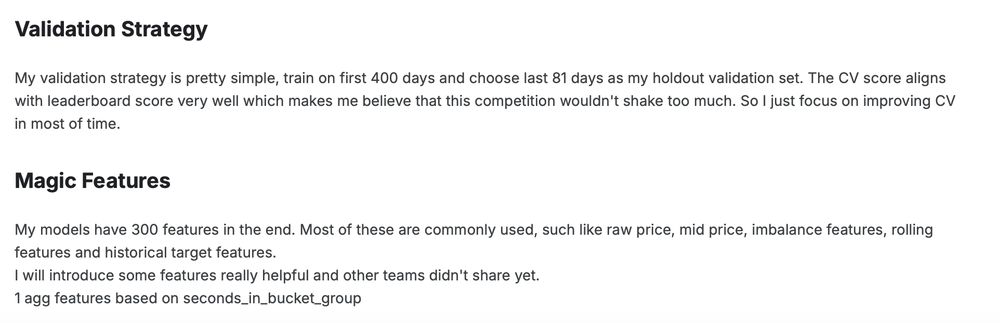 Validation Strategy
My validation strategy is pretty simple, train on first 400 days and choose last 81 days as my holdout validation set. The CV score aligns
with leaderboard score very well which makes me believe that this competition wouldn't shake too much. So I just focus on improving CV
in most of time.
Magic Features
My models have 300 features in the end. Most of these are commonly used, such like raw price, mid price, imbalance features, rolling
features and historical target features.
I will introduce some features really helpful and other teams didn't share yet.
1 agg features based on seconds_in_bucket_group